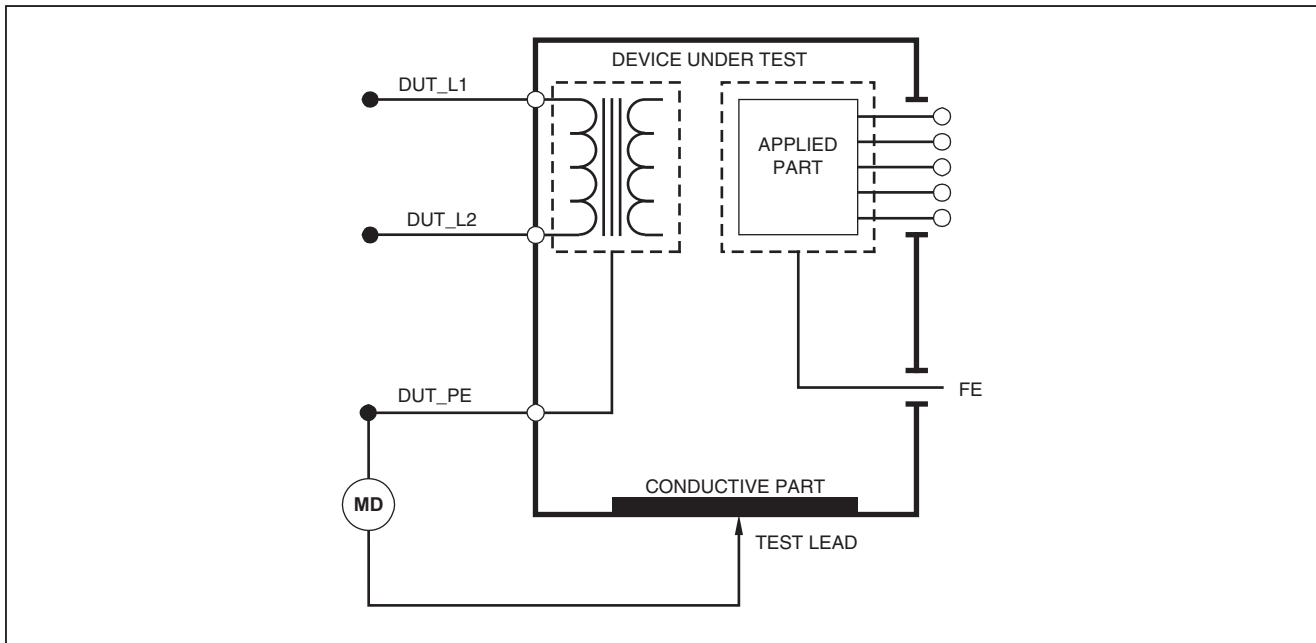 DEVICE UNDER TEST
DUT_L1
APPLIED
PART
DUT_L2
DUT_PE
FE
CONDUCTIVE PART
MD
TEST LEAD